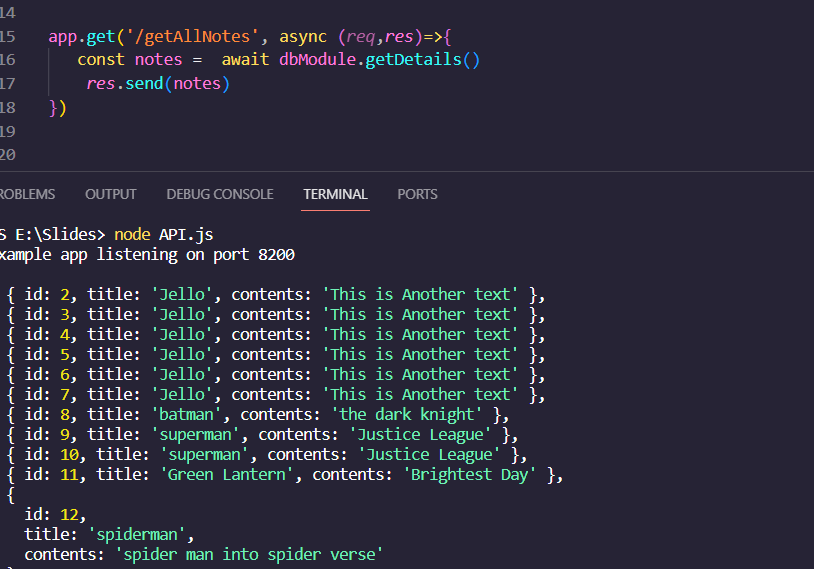 14
15 app.get('/getAllNotes', async (req,res)=>{
16 const notes = await dbModule.getDetails()
17 res.send(notes)
18 })
19
20
ROBLEMS OUTPUT DEBUG CONSOLE TERMINAL PORTS
S E:\Slides> node API.js
xample app listening on port 8200
{ id: 2, title: 'Jello', contents: 'This is Another text' },
{ id: 3, title: 'Jello', contents: 'This is Another text' },
{ id: 4, title: 'Jello', contents: 'This is Another text' },
{ id: 5, title: 'Jello', contents: 'This is Another text' },
{ id: 6, title: 'Jello', contents: 'This is Another text' },
{ id: 7, title: 'Jello', contents: 'This is Another text' },
{ id: 8, title: 'batman', contents: 'the dark knight' },
{ id: 9, title: 'superman', contents: 'Justice League' },
{ id: 10, title: 'superman', contents: 'Justice League' },
{ id: 11, title: 'Green Lantern', contents: 'Brightest Day' },
{
id: 12,
title: 'spiderman',
contents: 'spider man into spider verse'